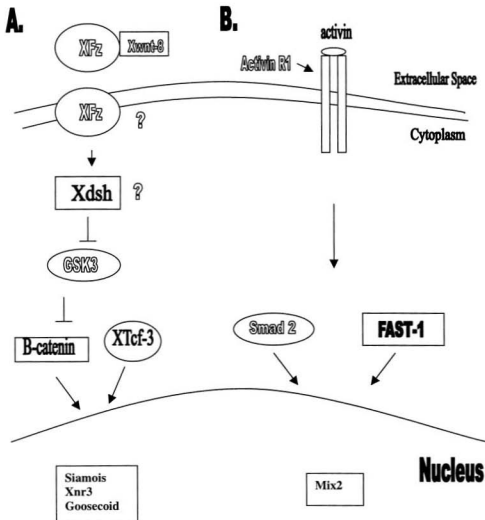 A.
XFz
Xwnt-8
XFz
?
Xdsh
?
GSK3
B-catenin
XTcf-3
Siamois
Xnr3
Goosecoid
B.
activin
Activin R1
Extracellular Space
Cytoplasm
Smad 2
FAST-1
Mix2
Nucleus